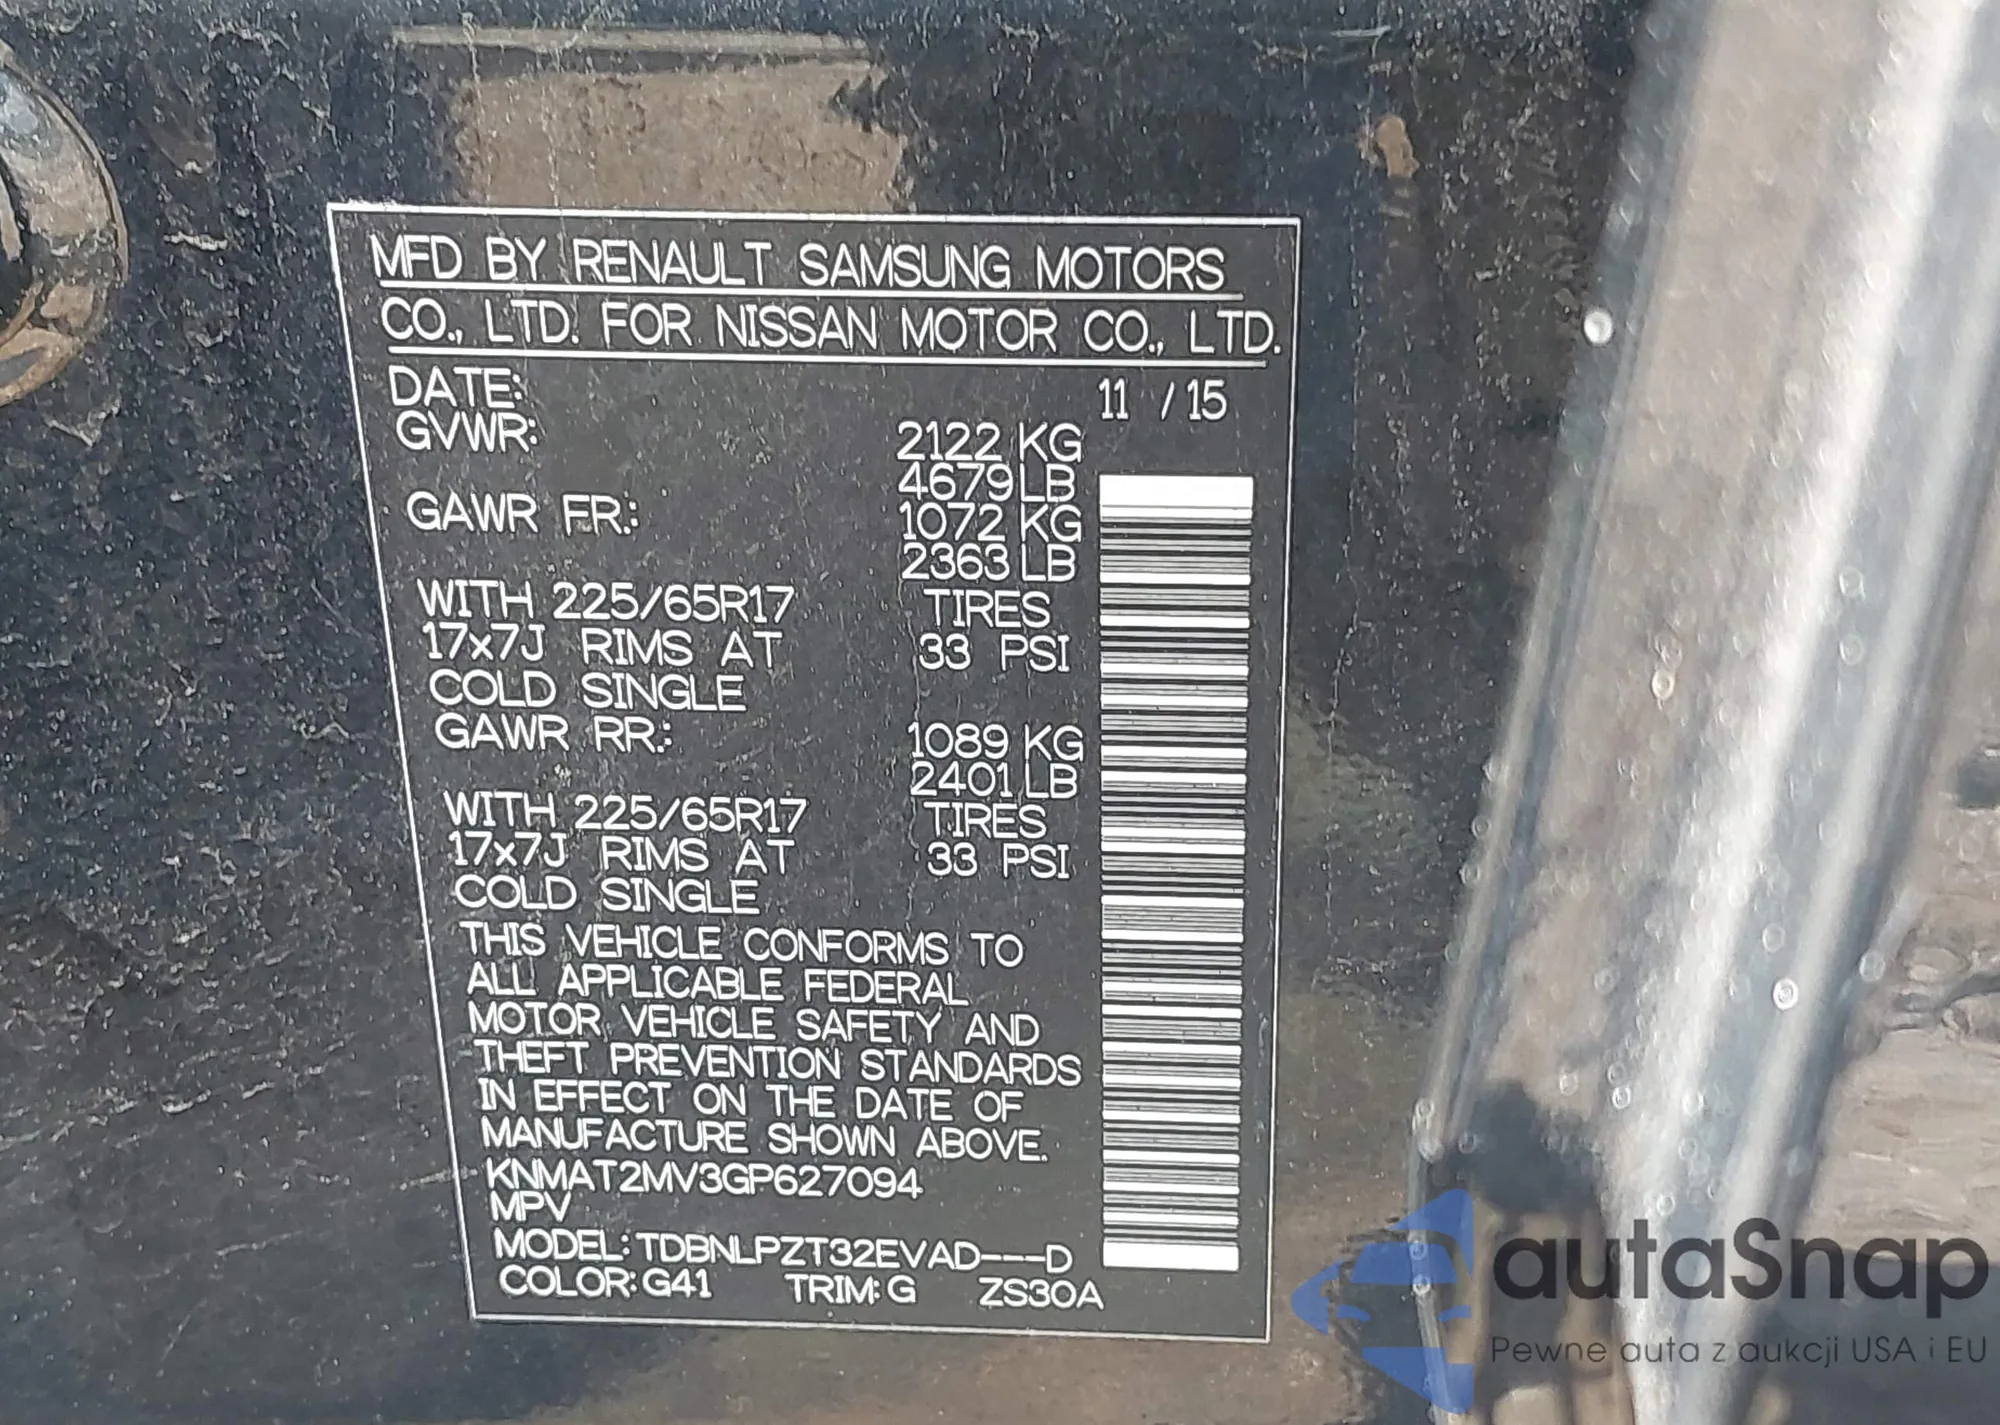 MFD BY RENAULT SAMSUNG MOTORS
CO., LTD. FOR NISSAN MOTOR CO., LTD.
DATE: 11 / 15
GVWR: 2122 KG
4679 LB
GAWR FR.: 1072 KG
2363 LB
WITH 225/65R17 TIRES
17x7J RIMS AT 33 PSI
COLD SINGLE
GAWR RR.: 1089 KG
2401 LB
WITH 225/65R17 TIRES
17x7J RIMS AT 33 PSI
COLD SINGLE
THIS VEHICLE CONFORMS TO
ALL APPLICABLE FEDERAL
MOTOR VEHICLE SAFETY AND
THEFT PREVENTION STANDARDS
IN EFFECT ON THE DATE OF
MANUFACTURE SHOWN ABOVE.
KNMAT2MV3GP627094
MPV
MODEL: TDBNLPZT32EVAD---D
COLOR: G41 TRIM: G ZS30A
autaSnap
Pewne auta z aukcji USA i EU